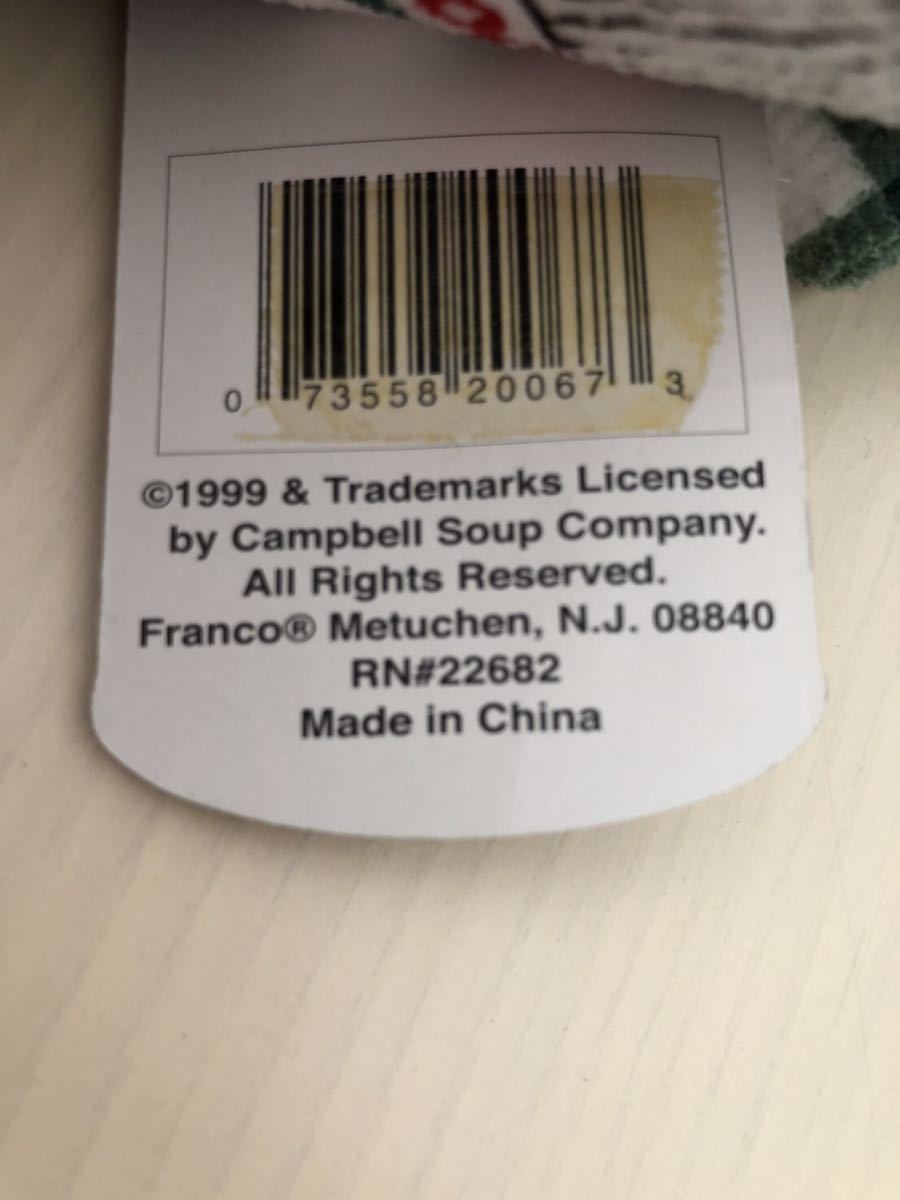 0 73558 20067 3
©1999 & Trademarks Licensed
by Campbell Soup Company.
All Rights Reserved.
Franco® Metuchen, N.J. 08840
RN#22682
Made in China